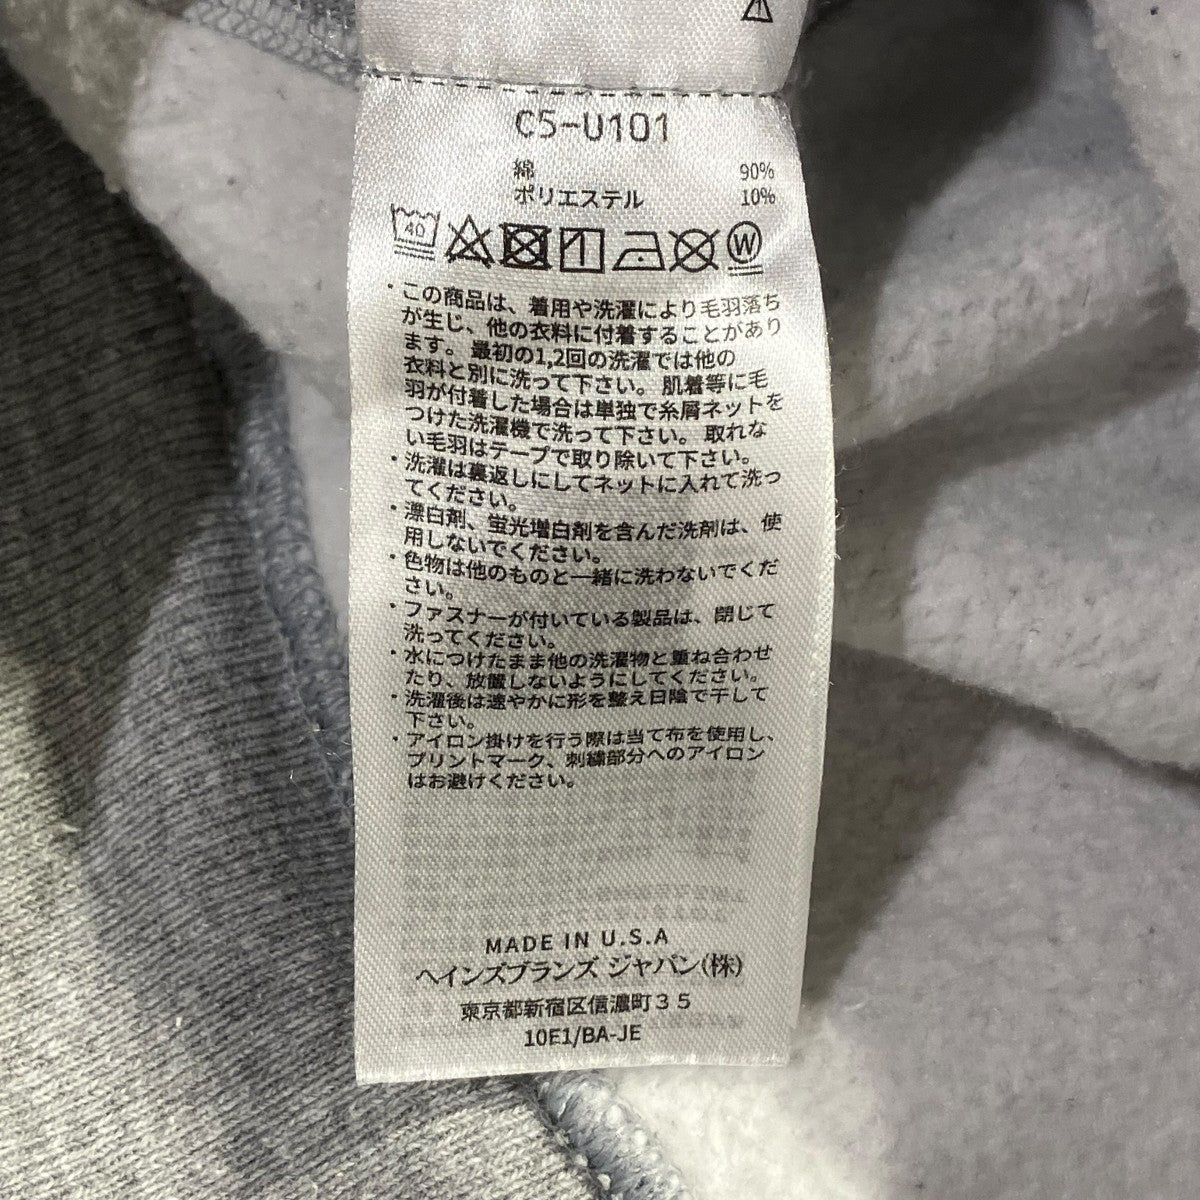 C5-U101
綿 90%
ポリエステル 10%
40
W
・この商品は、着用や洗濯により毛羽落ち
が生じ、他の衣料に付着することがあり
ます。最初の1,2回の洗濯では他の
衣料と別に洗って下さい。肌着等に毛
羽が付着した場合は単独で糸屑ネットを
つけた洗濯機で洗って下さい。取れな
い毛羽はテープで取り除いて下さい。
・洗濯は裏返しにしてネットに入れて洗っ
てください。
・漂白剤、蛍光増白剤を含んだ洗剤は、使
用しないでください。
・色物は他のものと一緒に洗わないでくだ
さい。
・ファスナーが付いている製品は、閉じて
洗ってください。
・水につけたまま他の洗濯物と重ね合わせ
たり、放置しないようにしてください。
・洗濯後は速やかに形を整え日陰で干して
下さい。
・アイロン掛けを行う際は当て布を使用し、
プリントマーク、刺繍部分へのアイロン
はお避けください。
MADE IN U.S.A
ヘインズブランズ ジャパン(株)
東京都新宿区信濃町３５
10E1/BA-JE